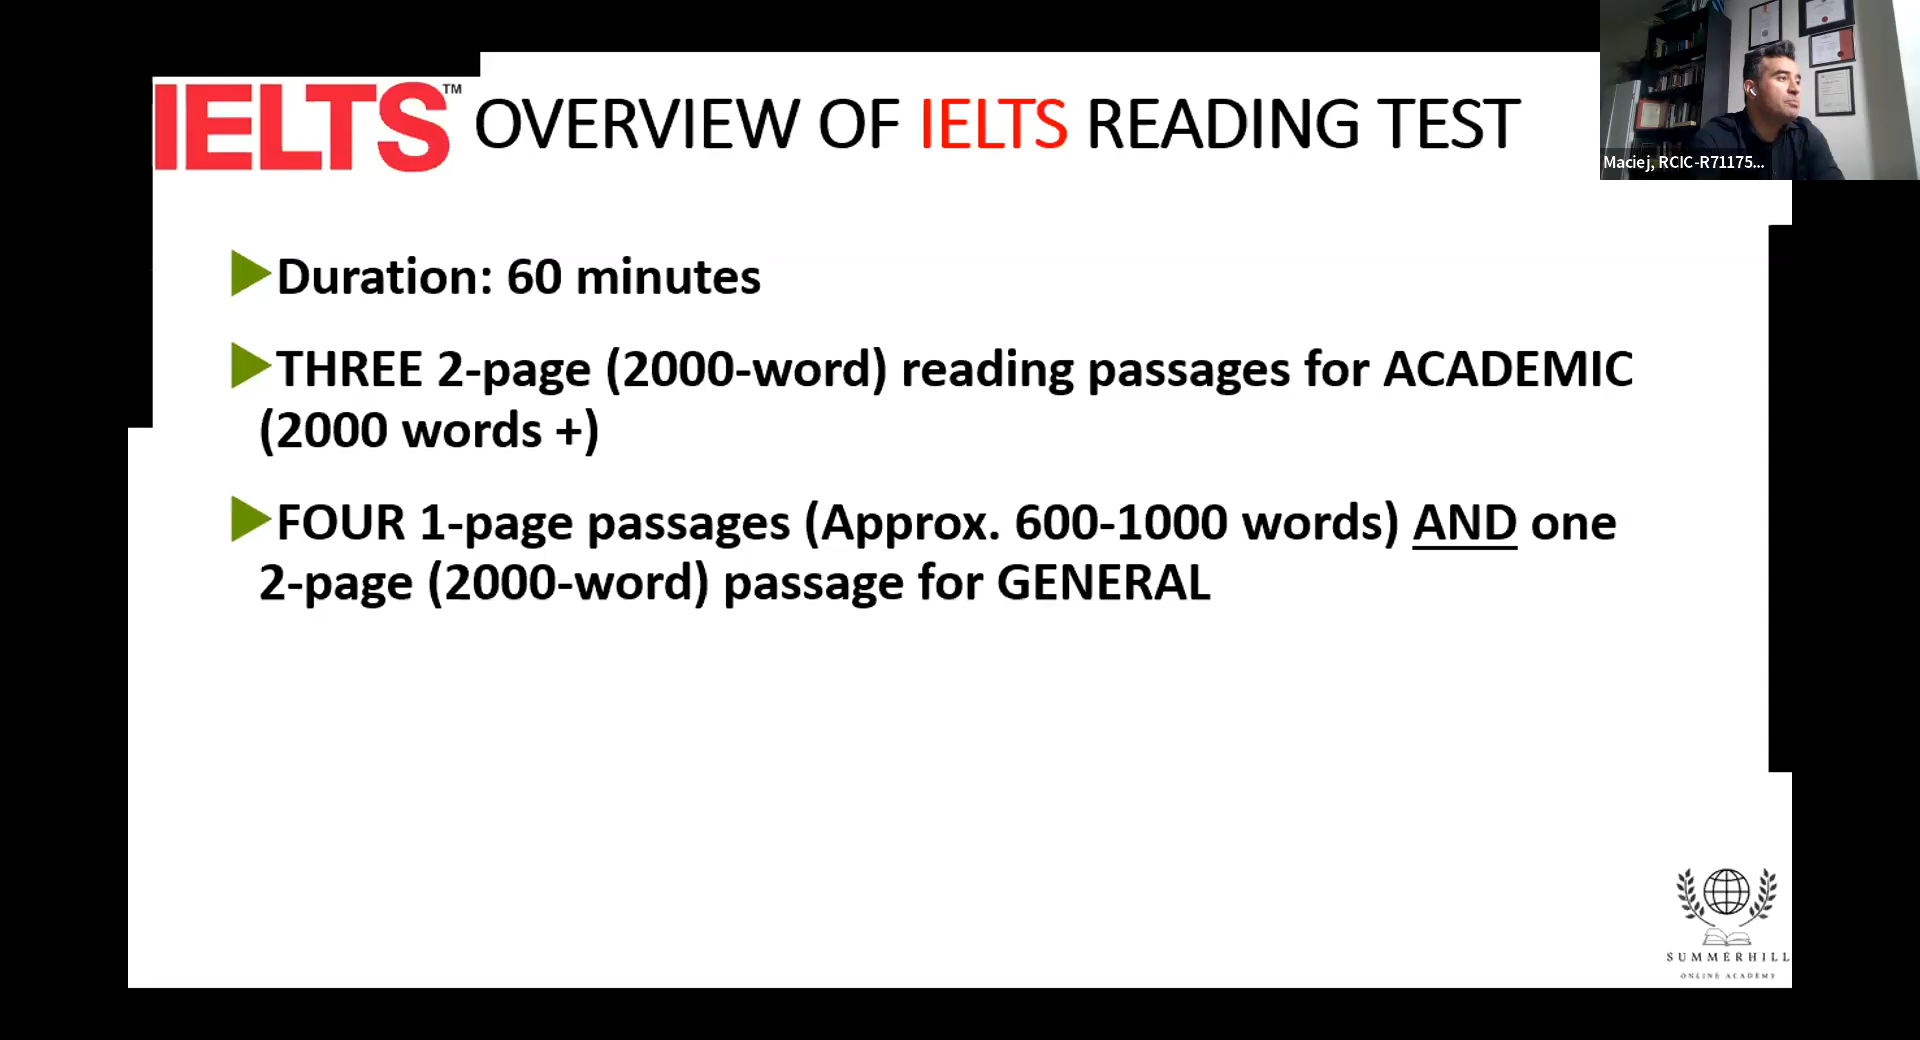 IELTS™ OVERVIEW OF IELTS READING TEST
Maciej, RCIC-R71175...
Duration: 60 minutes
THREE 2-page (2000-word) reading passages for ACADEMIC
(2000 words +)
FOUR 1-page passages (Approx. 600-1000 words) AND one
2-page (2000-word) passage for GENERAL
SUMMERHILL
ONLINE ACADEMY